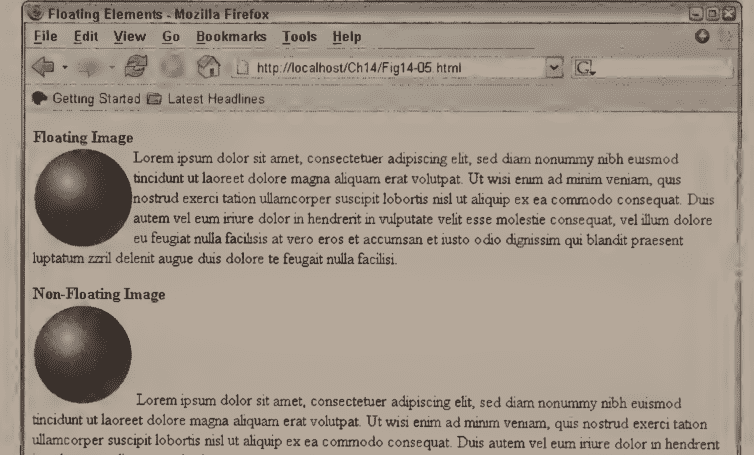 Floating Elements - Mozilla Firefox
File Edit View Go Bookmarks Tools Help
http://localhost/Ch14/Fig14-05.html G
Getting Started Latest Headlines
Floating Image
Lorem ipsum dolor sit amet, consectetuer adipiscing elit, sed diam nonummy nibh euismod
tincidunt ut laoreet dolore magna aliquam erat volutpat. Ut wisi enim ad minim veniam, quis
nostrud exerci tation ullamcorper suscipit lobortis nisl ut aliquip ex ea commodo consequat. Duis
autem vel eum iriure dolor in hendrerit in vulputate velit esse molestie consequat, vel illum dolore
eu feugiat nulla facilisis at vero eros et accumsan et iusto odio dignissim qui blandit praesent
luptatum zzril delenit augue duis dolore te feugait nulla facilisi.
Non-Floating Image
Lorem ipsum dolor sit amet, consectetuer adipiscing elit, sed diam nonummy nibh euismod
tincidunt ut laoreet dolore magna aliquam erat volutpat. Ut wisi enim ad minim veniam, quis nostrud exerci tation
ullamcorper suscipit lobortis nisl ut aliquip ex ea commodo consequat. Duis autem vel eum iriure dolor in hendrerit